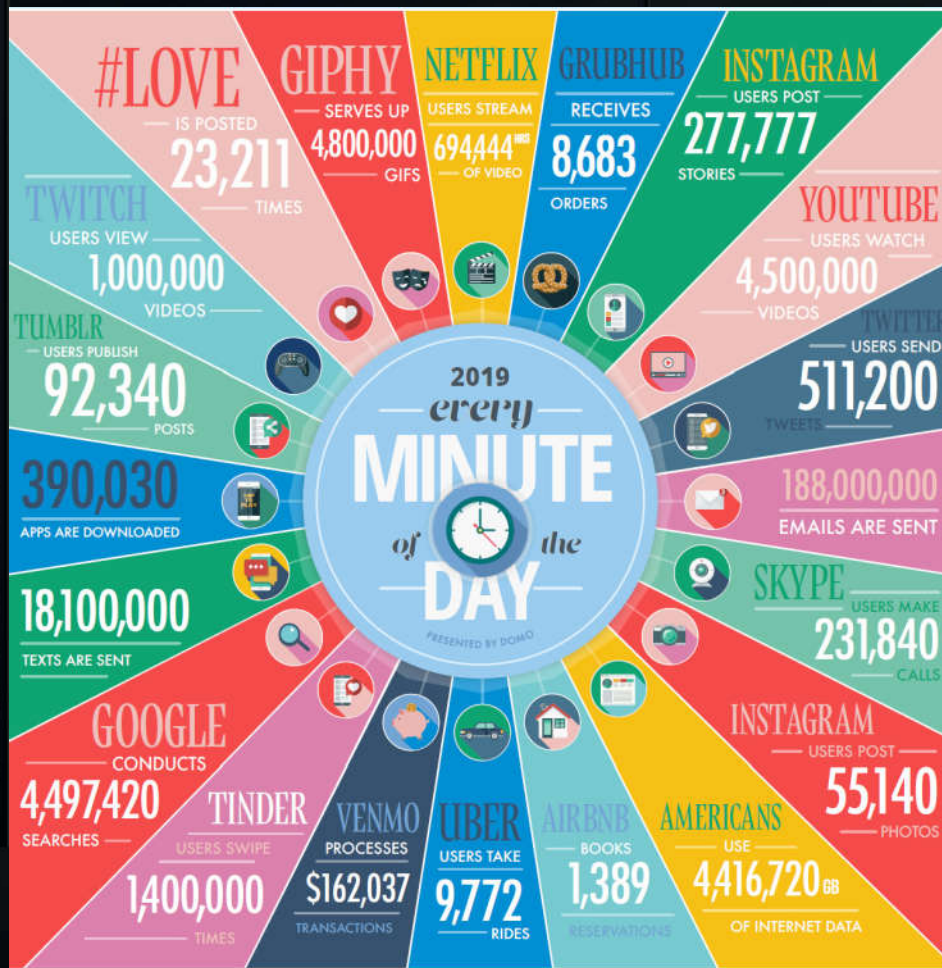 #LOVE
IS POSTED
23,211
TIMES
GIPHY
SERVES UP
4,800,000
GIFS
NETFLIX
USERS STREAM
694,444 HRS
OF VIDEO
GRUBHUB
RECEIVES
8,683
ORDERS
INSTAGRAM
USERS POST
277,777
STORIES
YOUTUBE
USERS WATCH
4,500,000
VIDEOS
TWITTER
USERS SEND
511,200
TWEETS
188,000,000
EMAILS ARE SENT
SKYPE
USERS MAKE
231,840
CALLS
INSTAGRAM
USERS POST
55,140
PHOTOS
AMERICANS
USE
4,416,720 GB
OF INTERNET DATA
AIRBNB
BOOKS
1,389
RESERVATIONS
UBER
USERS TAKE
9,772
RIDES
VENMO
PROCESSES
$162,037
TRANSACTIONS
TINDER
USERS SWIPE
1,400,000
TIMES
GOOGLE
CONDUCTS
4,497,420
SEARCHES
18,100,000
TEXTS ARE SENT
390,030
APPS ARE DOWNLOADED
TUMBLR
USERS PUBLISH
92,340
POSTS
TWITCH
USERS VIEW
1,000,000
VIDEOS
2019
every
MINUTE
of the
DAY
PRESENTED BY DOMO